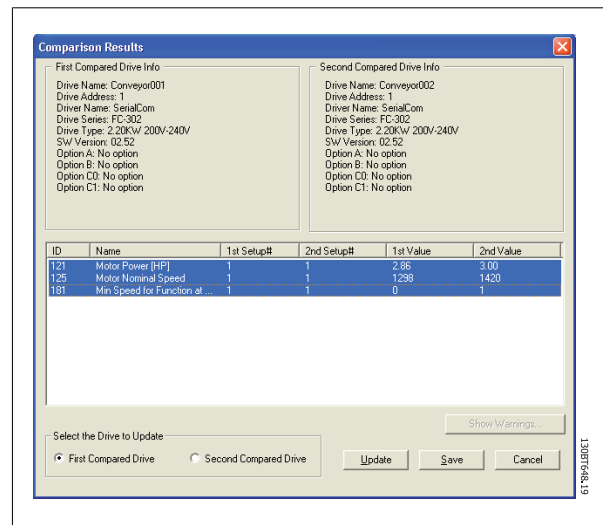 Comparison Results
First Compared Drive Info
Drive Name: Conveyor001
Drive Address: 1
Driver Name: SerialCom
Drive Series: FC-302
Drive Type: 2.20KW 200V-240V
SW Version: 02.52
Option A: No option
Option B: No option
Option C0: No option
Option C1: No option
Second Compared Drive Info
Drive Name: Conveyor002
Drive Address: 1
Driver Name: SerialCom
Drive Series: FC-302
Drive Type: 2.20KW 200V-240V
SW Version: 02.52
Option A: No option
Option B: No option
Option C0: No option
Option C1: No option
ID Name 1st Setup# 2nd Setup# 1st Value 2nd Value
121 Motor Power [HP] 1 1 2.86 3.00
125 Motor Nominal Speed 1 1 1298 1420
181 Min Speed for Function at ... 1 1 0 1
Show Warnings...
Select the Drive to Update
First Compared Drive Second Compared Drive
Update Save Cancel
130BT648.19